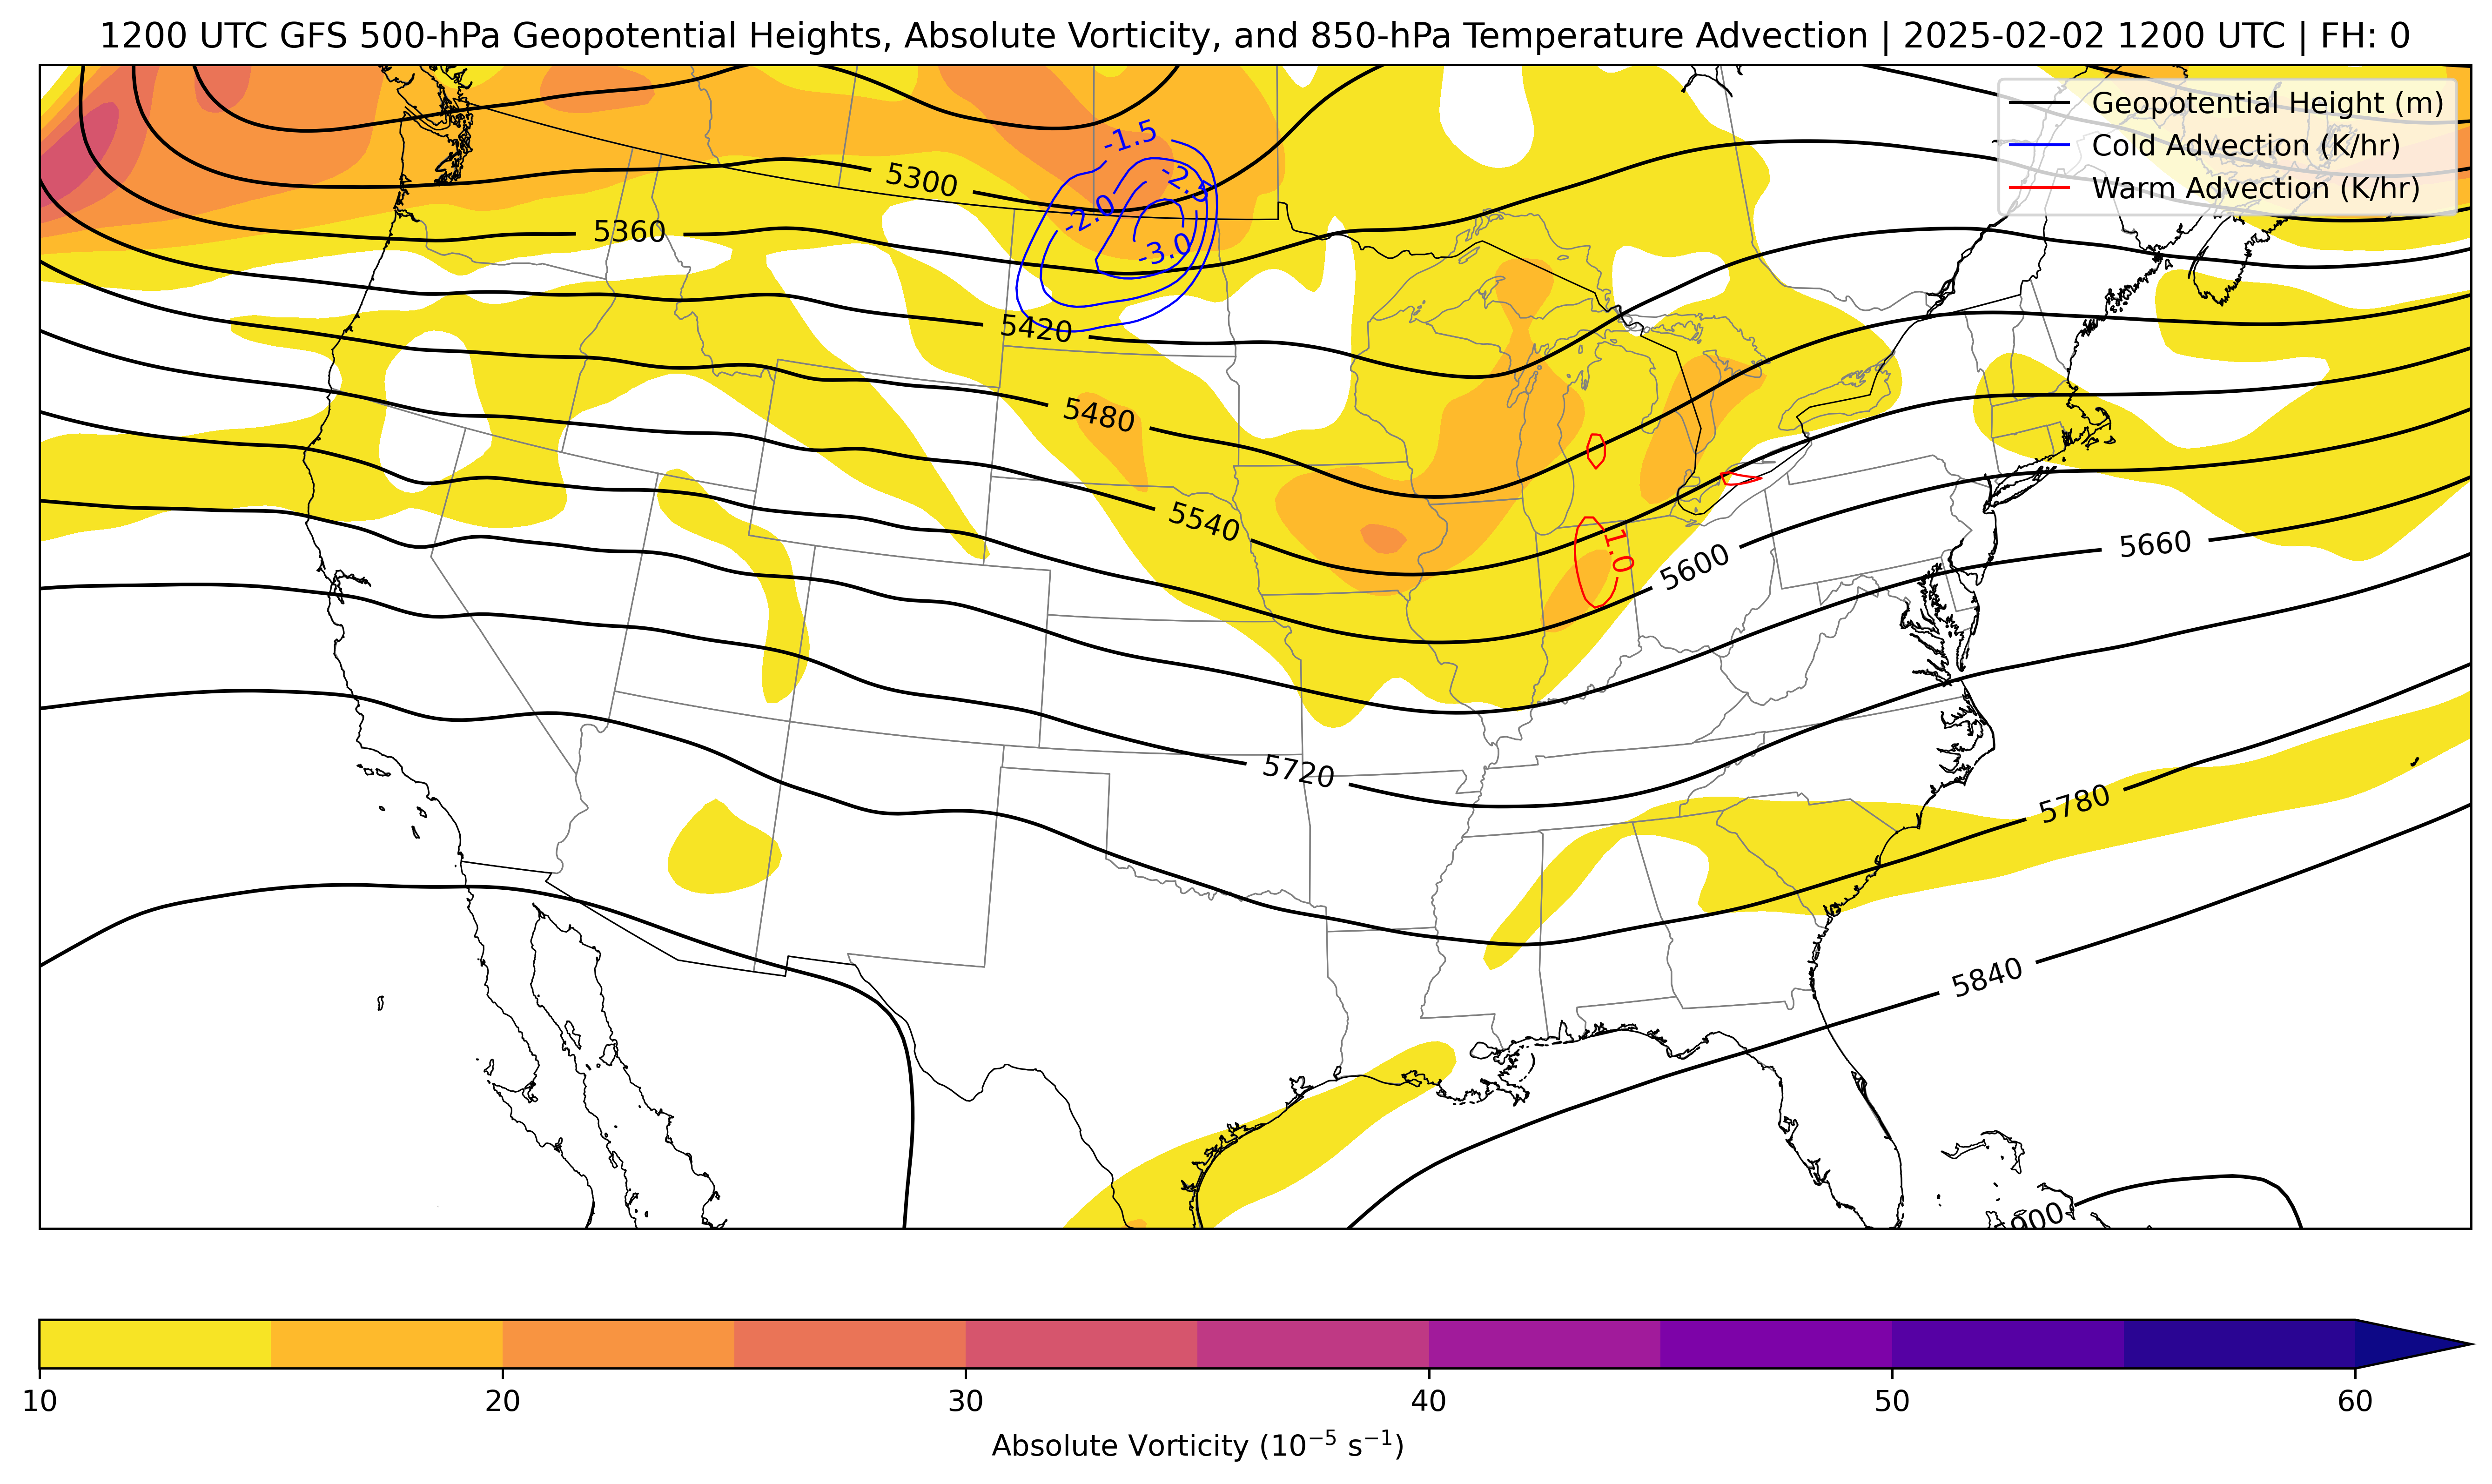 1200 UTC GFS 500-hPa Geopotential Heights, Absolute Vorticity, and 850-hPa Temperature Advection | 2025-02-02 1200 UTC | FH: 0
Geopotential Height (m)
Cold Advection (K/hr)
Warm Advection (K/hr)
-1.5
-2.5
5300
-2.0
5360
-3.0
5420
5480
5540
1.0
5600
5660
5720
5780
5840
900
10 20 30 40 50 60
Absolute Vorticity (10⁻⁵ s⁻¹)